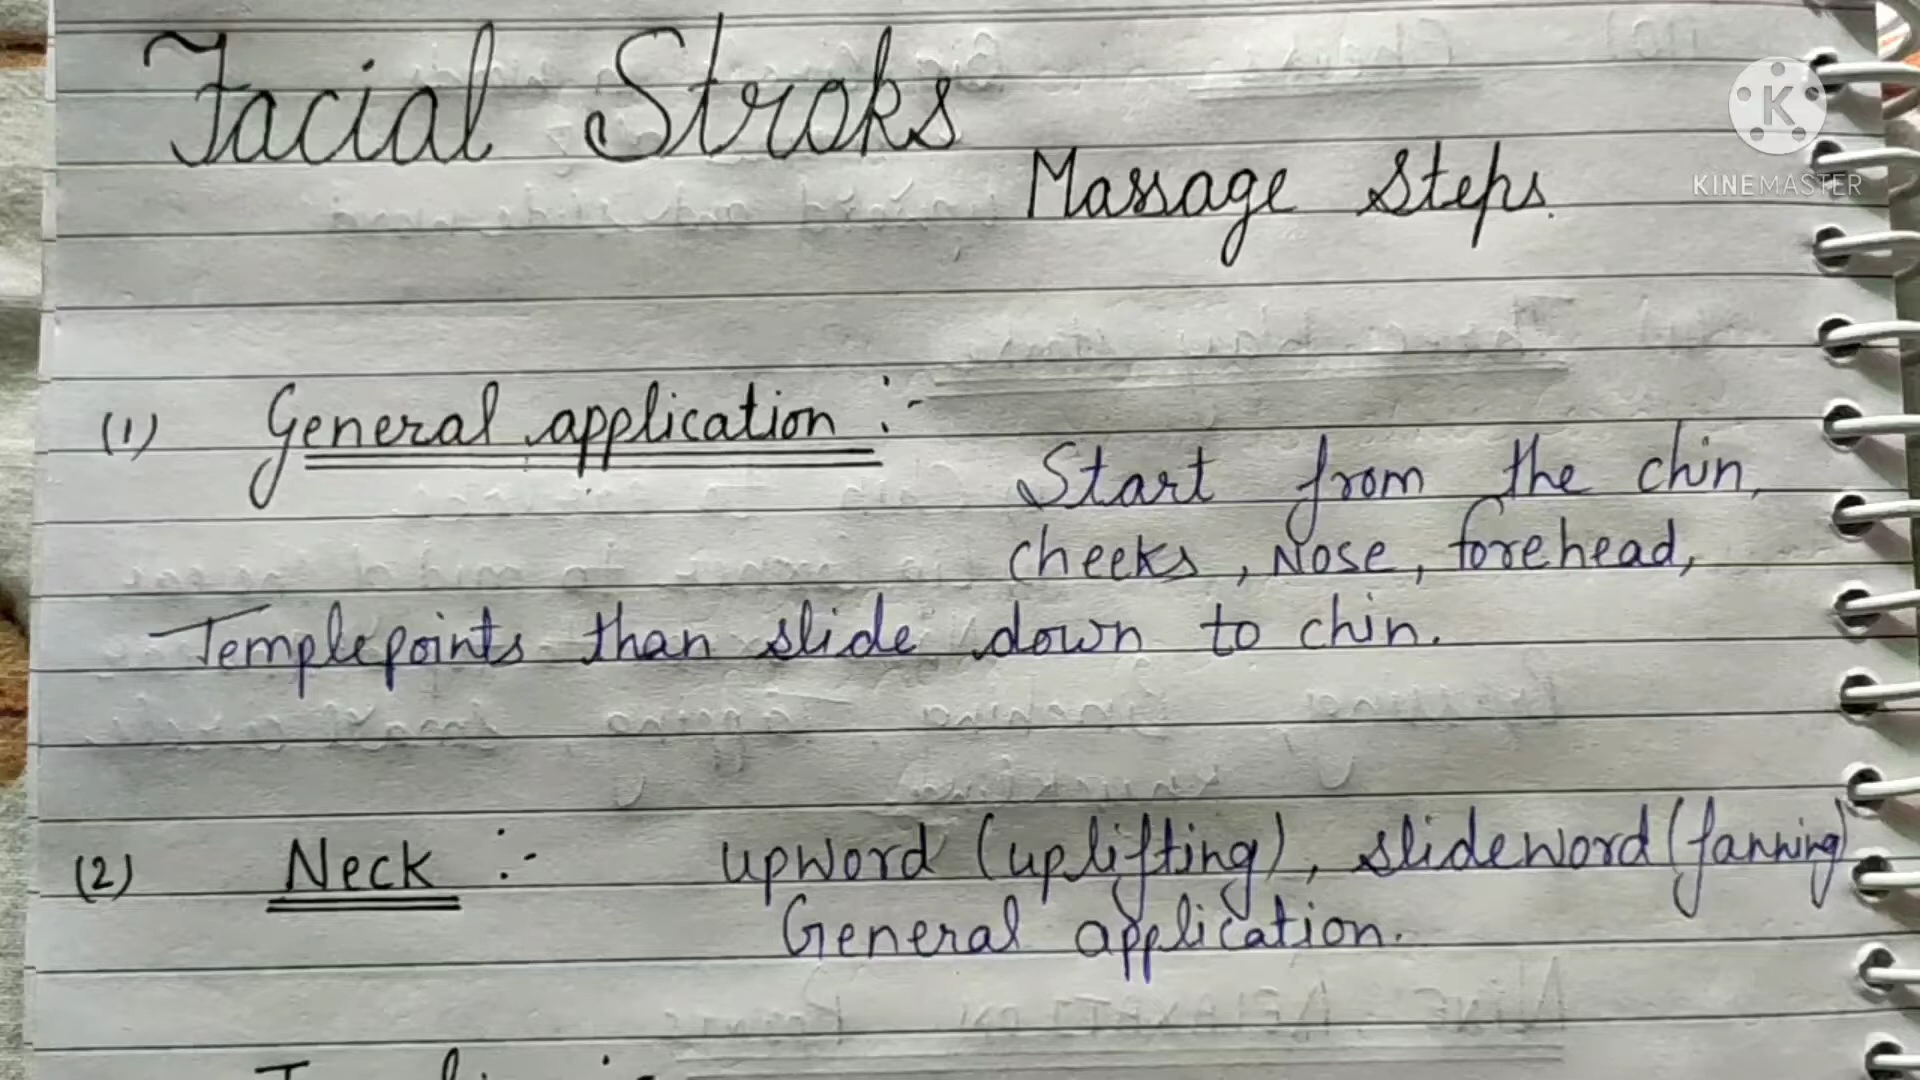 Facial Stroks
Massage Steps.
K
KINEMASTER
(1) General application :-
Start from the chin,
cheeks, Nose, forehead,
Templepoints than slide down to chin.
(2) Neck :- upword (uplifting), slideword (fanning)
General application.